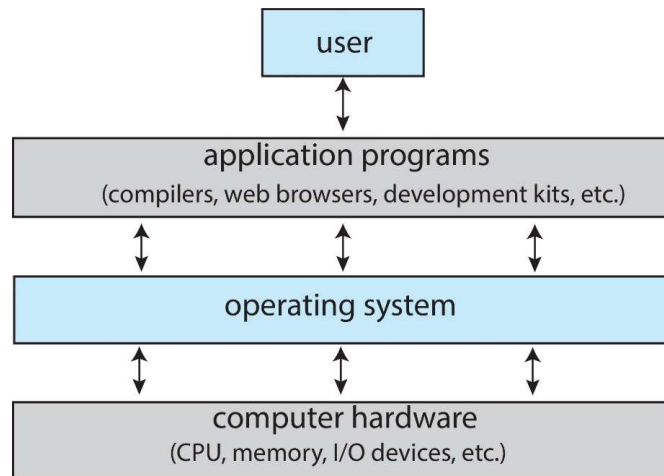 user
application programs
(compilers, web browsers, development kits, etc.)
operating system
computer hardware
(CPU, memory, I/O devices, etc.)